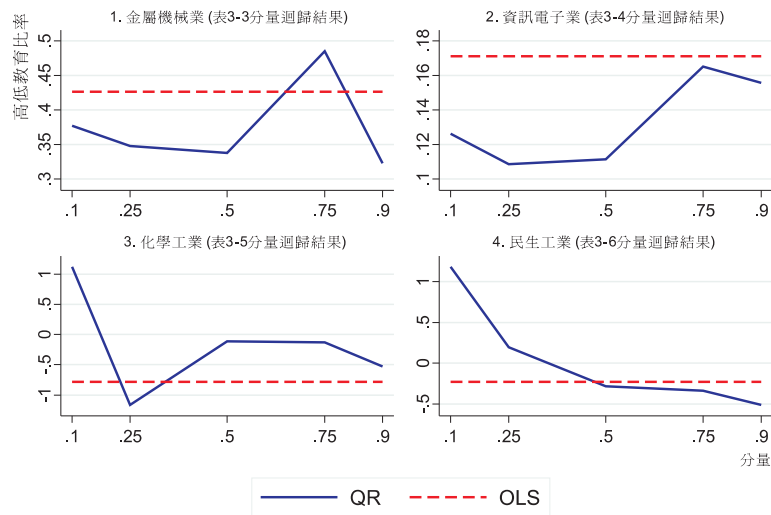 1. 金屬機械業 (表3-3分量迴歸結果)
高低教育比率
.5
.45
.4
.35
.3
.1 .25 .5 .75 .9
2. 資訊電子業 (表3-4分量迴歸結果)
.18
.16
.14
.12
.1
.1 .25 .5 .75 .9
3. 化學工業 (表3-5分量迴歸結果)
1
.5
0
-.5
-1
.1 .25 .5 .75 .9
4. 民生工業 (表3-6分量迴歸結果)
1
.5
0
-.5
.1 .25 .5 .75 .9
分量
QR OLS